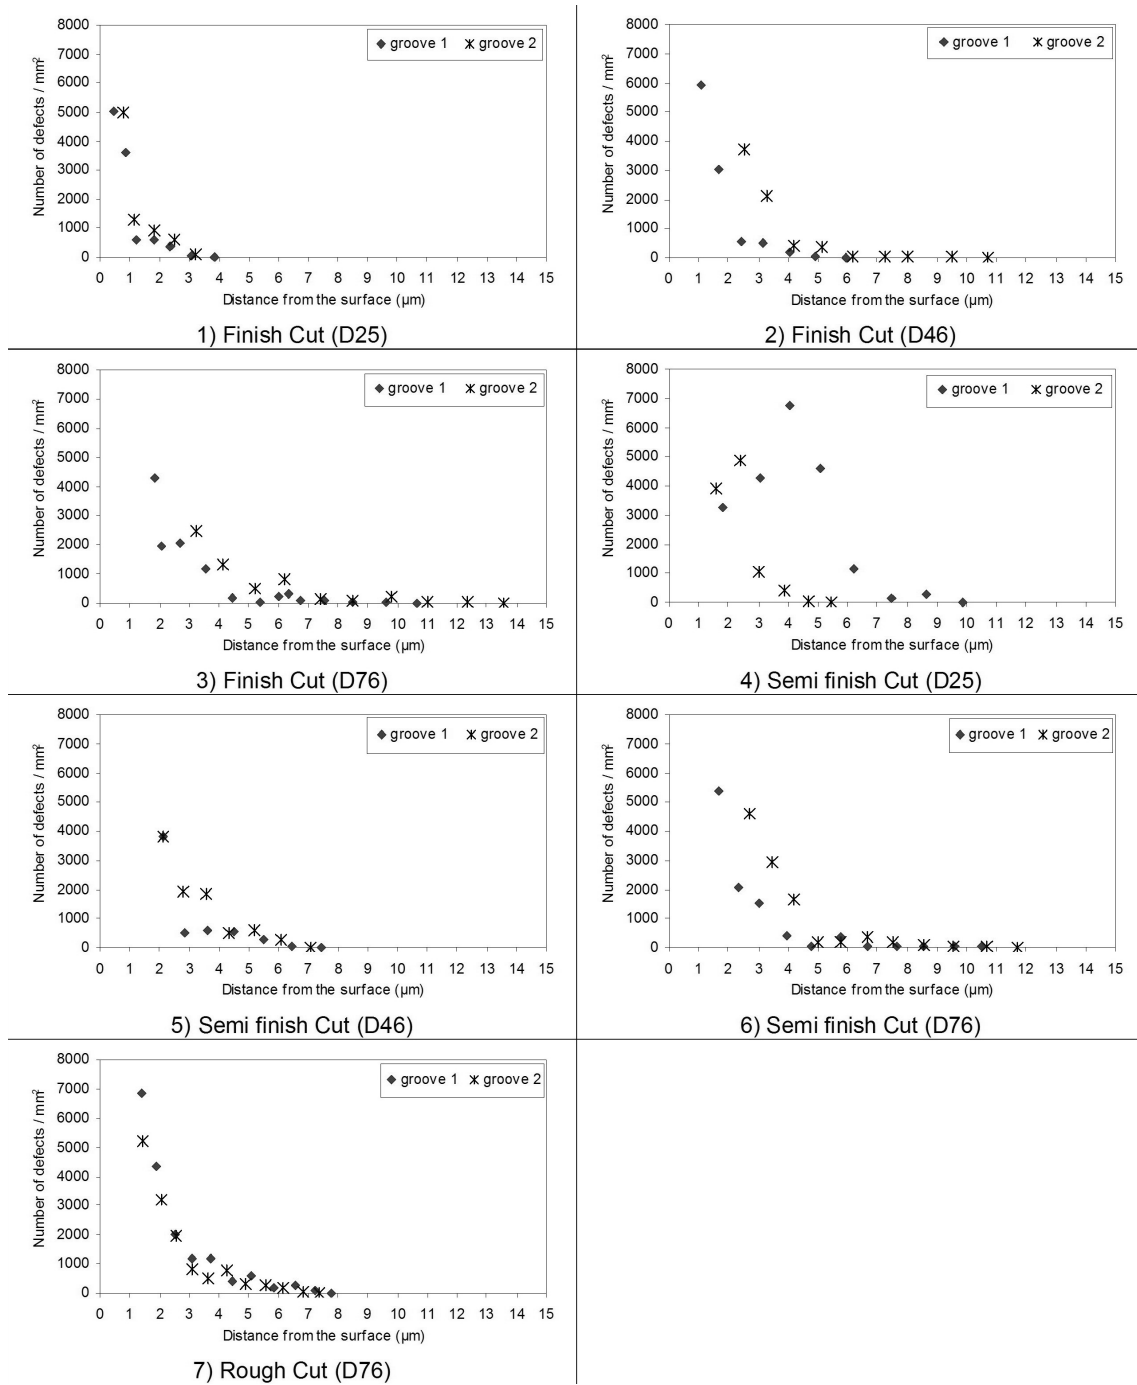 8000
7000
6000
5000
4000
3000
2000
1000
0
Number of defects / mm²
groove 1 groove 2
0 1 2 3 4 5 6 7 8 9 10 11 12 13 14 15
Distance from the surface (µm)
1) Finish Cut (D25)
8000
7000
6000
5000
4000
3000
2000
1000
0
Number of defects / mm²
groove 1 groove 2
0 1 2 3 4 5 6 7 8 9 10 11 12 13 14 15
Distance from the surface (µm)
2) Finish Cut (D46)
8000
7000
6000
5000
4000
3000
2000
1000
0
Number of defects / mm²
groove 1 groove 2
0 1 2 3 4 5 6 7 8 9 10 11 12 13 14 15
Distance from the surface (µm)
3) Finish Cut (D76)
8000
7000
6000
5000
4000
3000
2000
1000
0
Number of defects / mm²
groove 1 groove 2
0 1 2 3 4 5 6 7 8 9 10 11 12 13 14 15
Distance from the surface (µm)
4) Semi finish Cut (D25)
8000
7000
6000
5000
4000
3000
2000
1000
0
Number of defects / mm²
groove 1 groove 2
0 1 2 3 4 5 6 7 8 9 10 11 12 13 14 15
Distance from the surface (µm)
5) Semi finish Cut (D46)
8000
7000
6000
5000
4000
3000
2000
1000
0
Number of defects / mm²
groove 1 groove 2
0 1 2 3 4 5 6 7 8 9 10 11 12 13 14 15
Distance from the surface (µm)
6) Semi finish Cut (D76)
8000
7000
6000
5000
4000
3000
2000
1000
0
Number of defects / mm²
groove 1 groove 2
0 1 2 3 4 5 6 7 8 9 10 11 12 13 14 15
Distance from the surface (µm)
7) Rough Cut (D76)